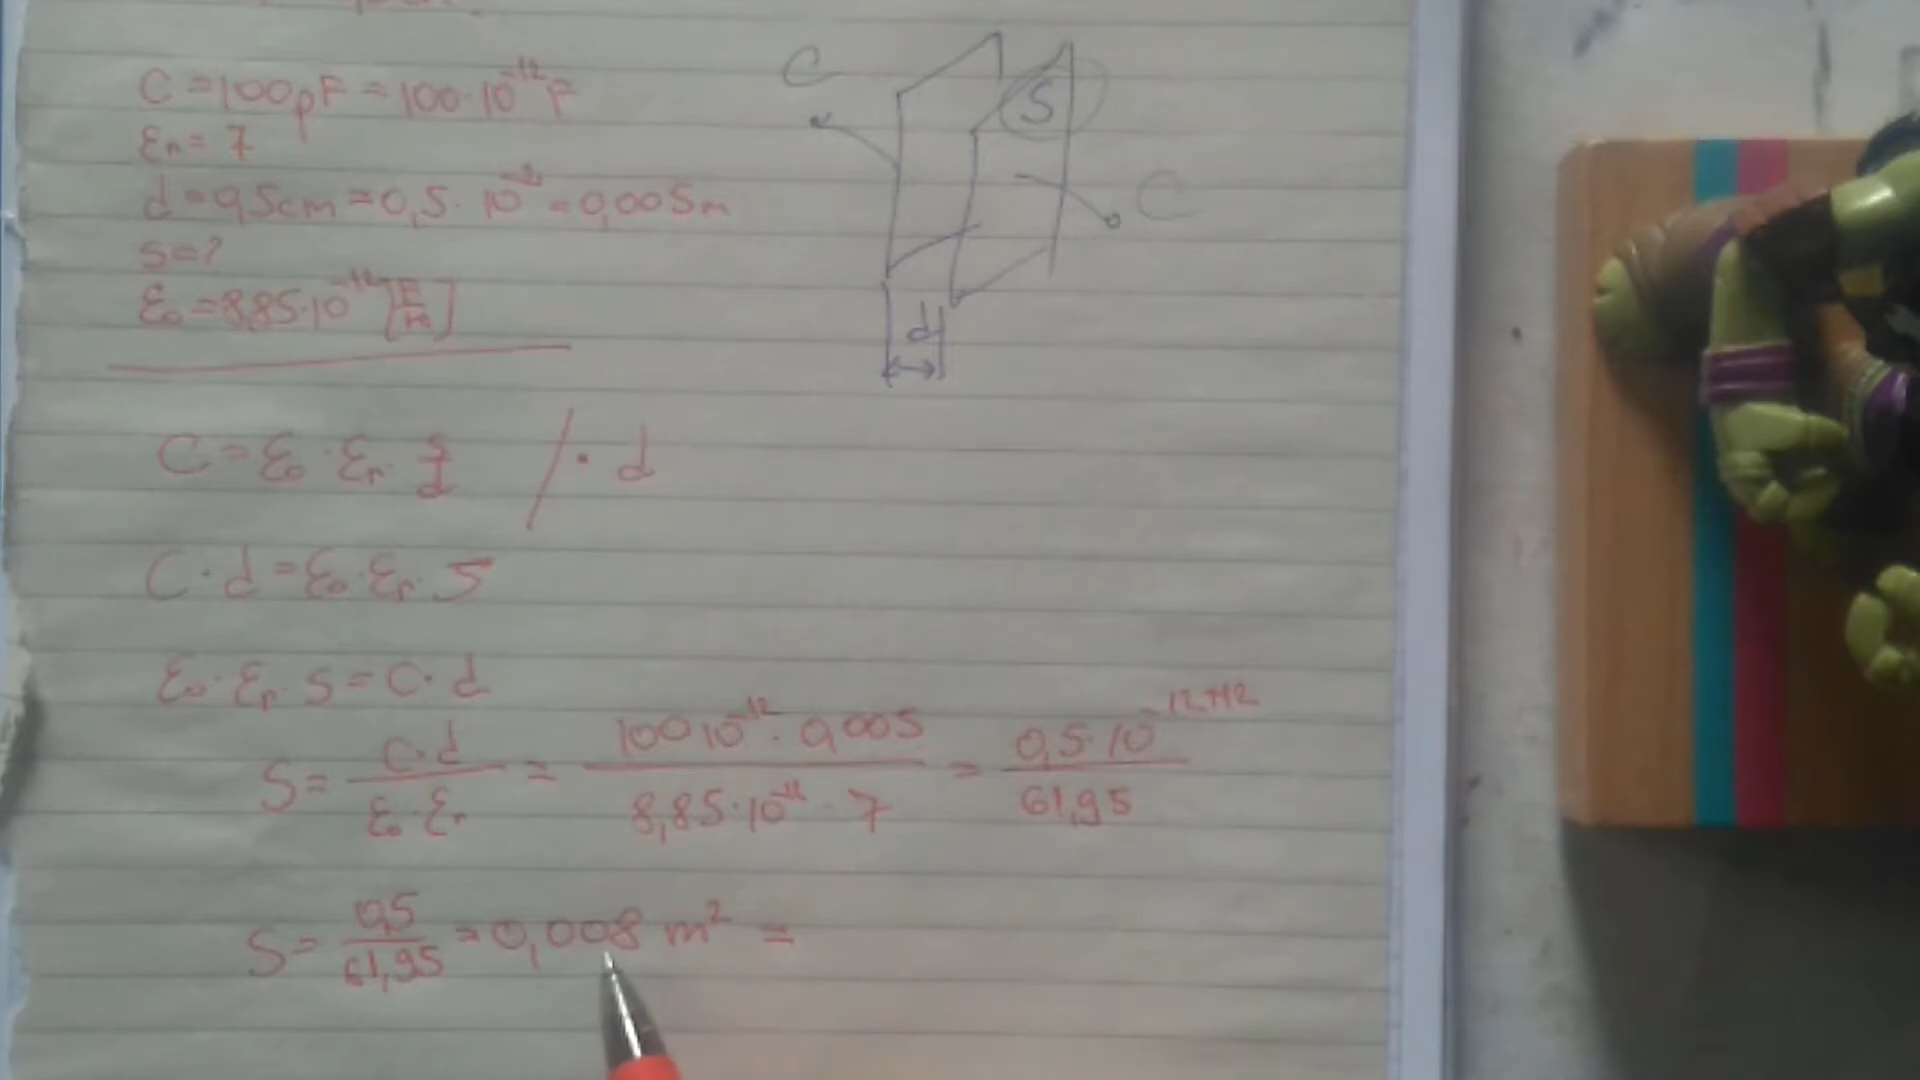 C = 100pF = 100·10⁻¹² F
εr = 7
d = 0,5cm = 0,5·10⁻² = 0,005m
S = ?
ε₀ = 8,85·10⁻¹² [F/m]
C
S
C
d
C = ε₀·εr·S/d /·d
C·d = ε₀·εr·S
ε₀·εr·S = C·d
S = C·d/ε₀·εr = 100 10⁻¹²·0,005/8,85·10⁻¹²·7 = 0,5·10⁻¹²⁺¹²/61,95
S = 0,5/61,95 = 0,008 m² =